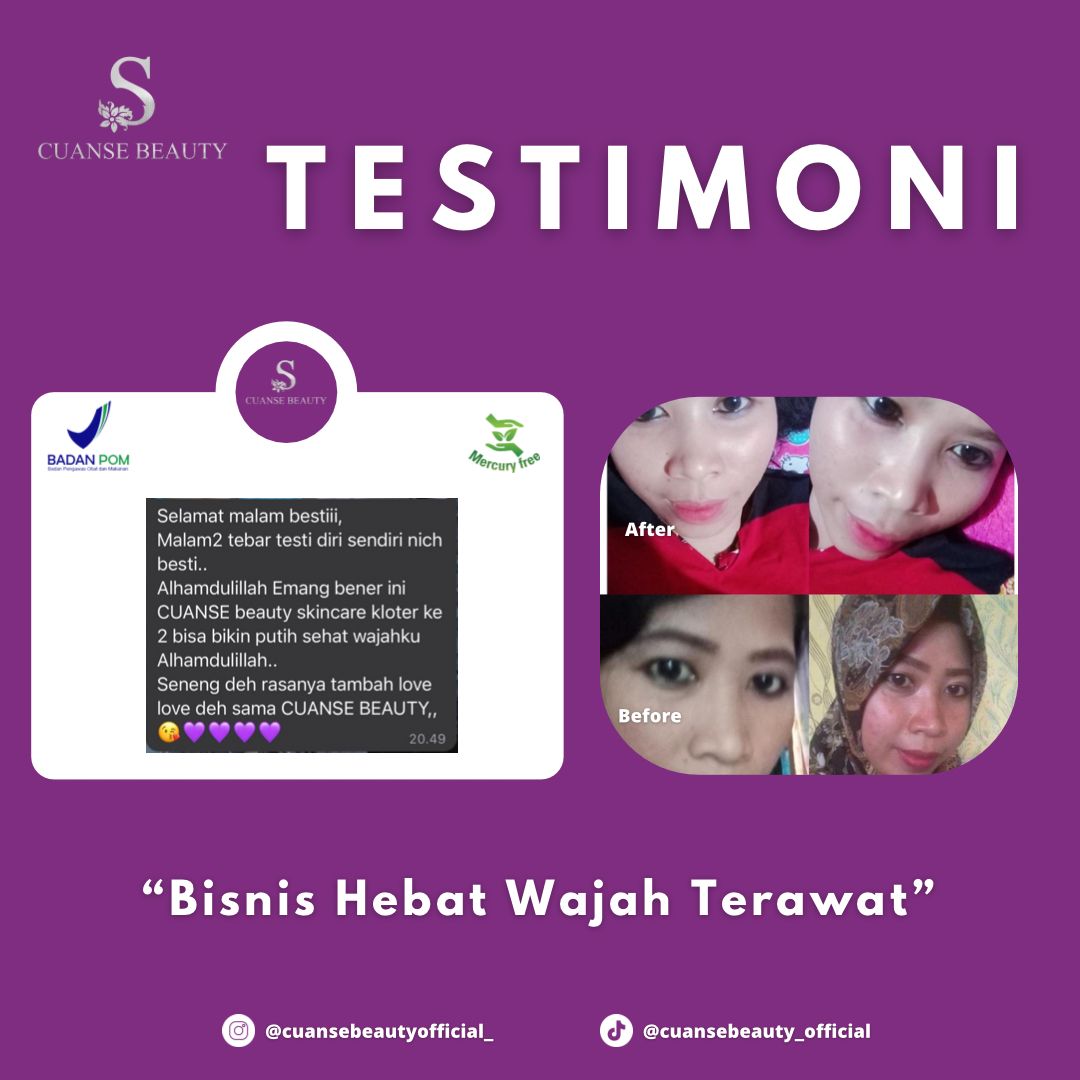 S
CUANSE BEAUTY
TESTIMONI
S
CUANSE BEAUTY
BADAN POM
Badan Pengawas Obat dan Makanan
Mercury free
Selamat malam bestiii,
Malam2 tebar testi diri sendiri nich
besti..
Alhamdulillah Emang bener ini
CUANSE beauty skincare kloter ke
2 bisa bikin putih sehat wajahku
Alhamdulillah..
Seneng deh rasanya tambah love
love deh sama CUANSE BEAUTY,,
😘💜💜💜💜
20.49
After
Before
“Bisnis Hebat Wajah Terawat”
@cuansebeautyofficial_
@cuansebeauty_official